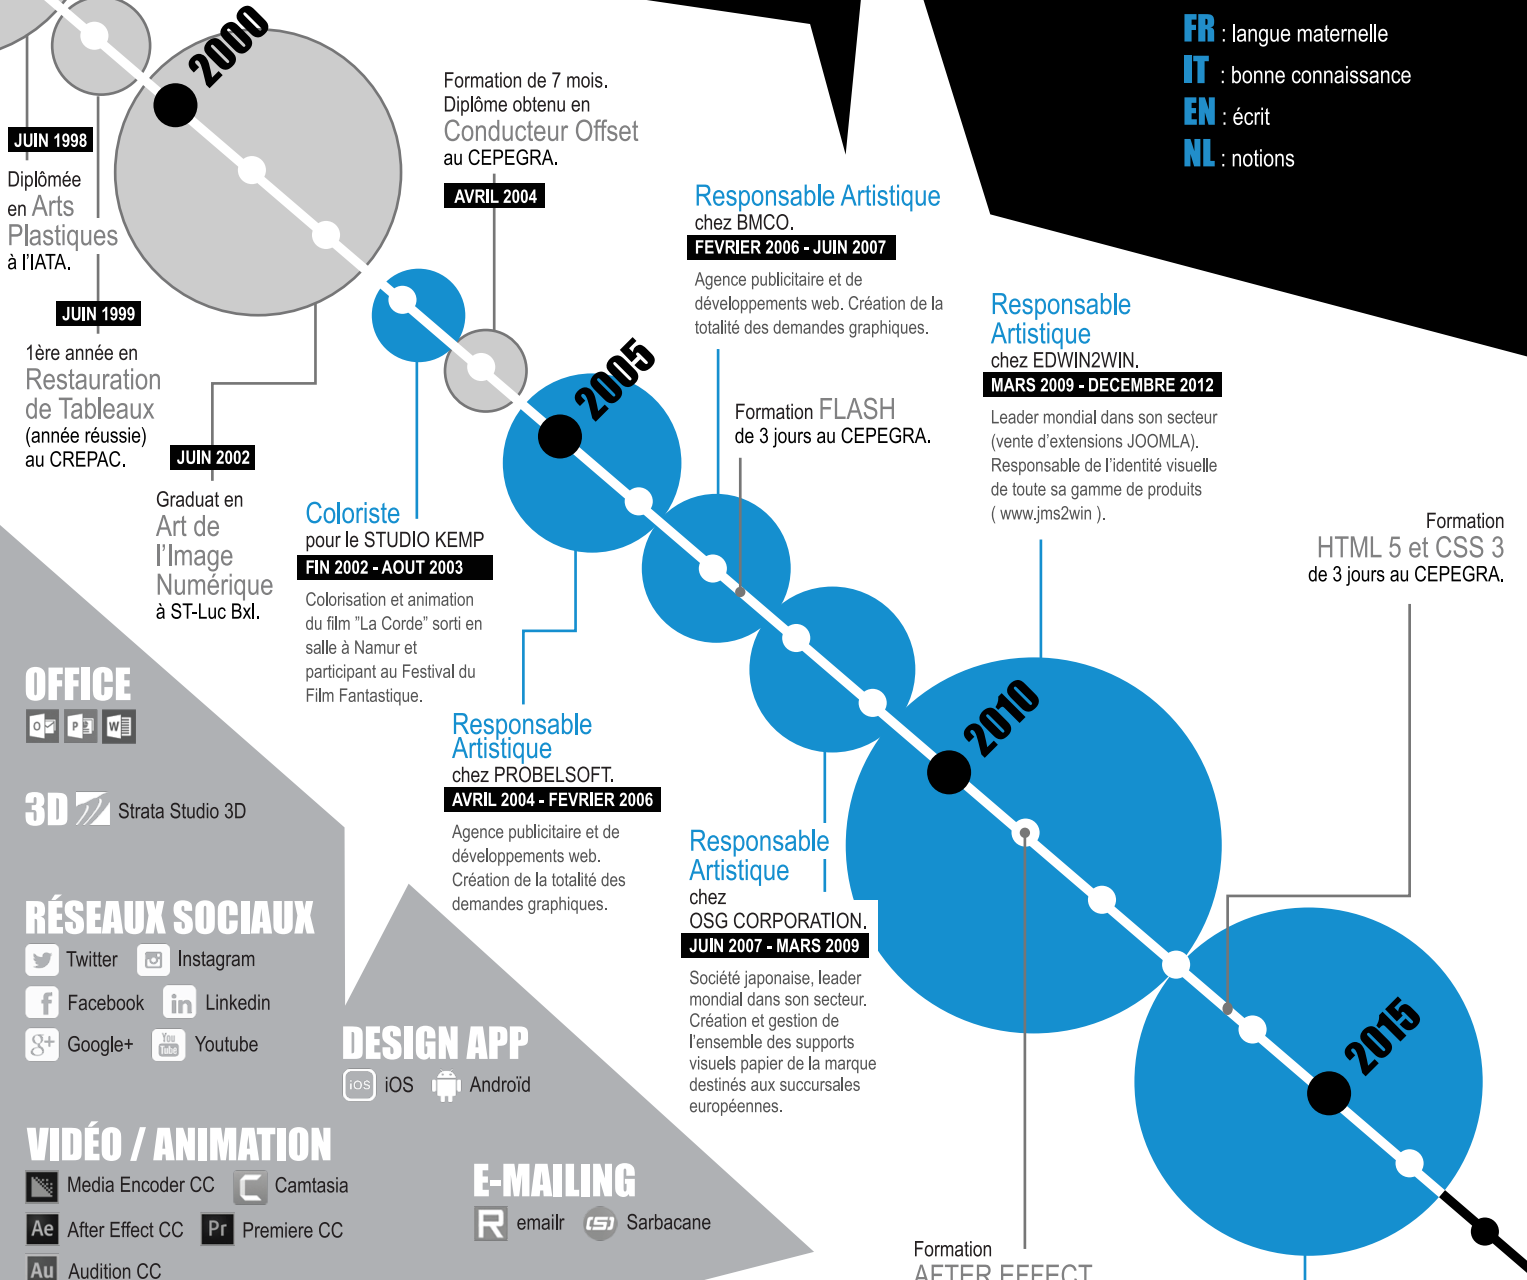 FR : langue maternelle
IT : bonne connaissance
EN : écrit
NL : notions
2000
JUIN 1998
Diplômée
en Arts
Plastiques
à l'IATA.
JUIN 1999
1ère année en
Restauration
de Tableaux
(année réussie)
au CREPAC.
JUIN 2002
Graduat en
Art de
l'Image
Numérique
à ST-Luc Bxl.
Formation de 7 mois.
Diplôme obtenu en
Conducteur Offset
au CEPEGRA.
AVRIL 2004
Coloriste
pour le STUDIO KEMP
FIN 2002 - AOUT 2003
Colorisation et animation
du film "La Corde" sorti en
salle à Namur et
participant au Festival du
Film Fantastique.
2005
Responsable
Artistique
chez PROBELSOFT.
AVRIL 2004 - FEVRIER 2006
Agence publicitaire et de
développements web.
Création de la totalité des
demandes graphiques.
Responsable Artistique
chez BMCO.
FEVRIER 2006 - JUIN 2007
Agence publicitaire et de
développements web. Création de la
totalité des demandes graphiques.
Formation FLASH
de 3 jours au CEPEGRA.
Responsable
Artistique
chez
OSG CORPORATION.
JUIN 2007 - MARS 2009
Société japonaise, leader
mondial dans son secteur.
Création et gestion de
l'ensemble des supports
visuels papier de la marque
destinés aux succursales
européennes.
Responsable
Artistique
chez EDWIN2WIN.
MARS 2009 - DECEMBRE 2012
Leader mondial dans son secteur
(vente d'extensions JOOMLA).
Responsable de l'identité visuelle
de toute sa gamme de produits
( www.jms2win ).
2010
Formation
HTML 5 et CSS 3
de 3 jours au CEPEGRA.
2015
Formation
AFTER EFFECT
OFFICE
O P W
3D Strata Studio 3D
RÉSEAUX SOCIAUX
Twitter Instagram
f Facebook in Linkedin
8+ Google+ You Tube Youtube
DESIGN APP
iOS iOS Androïd
VIDÉO / ANIMATION
Media Encoder CC C Camtasia
Ae After Effect CC Pr Premiere CC
Au Audition CC
E-MAILING
R emailr (S) Sarbacane